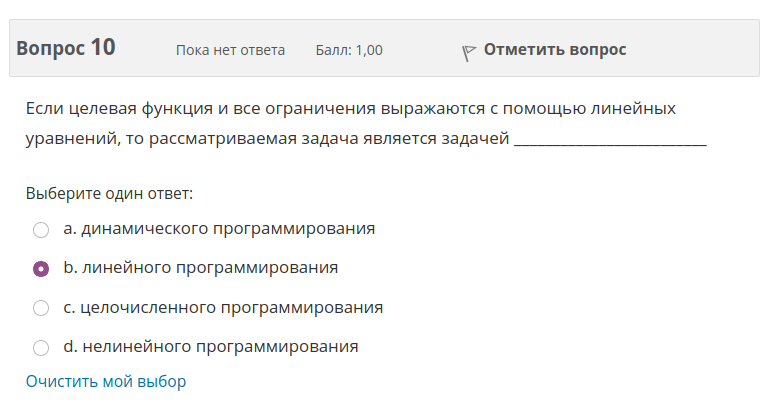 Вопрос 10 Пока нет ответа Балл: 1,00 Отметить вопрос
Если целевая функция и все ограничения выражаются с помощью линейных
уравнений, то рассматриваемая задача является задачей ________________________
Выберите один ответ:
a. динамического программирования
b. линейного программирования
c. целочисленного программирования
d. нелинейного программирования
Очистить мой выбор